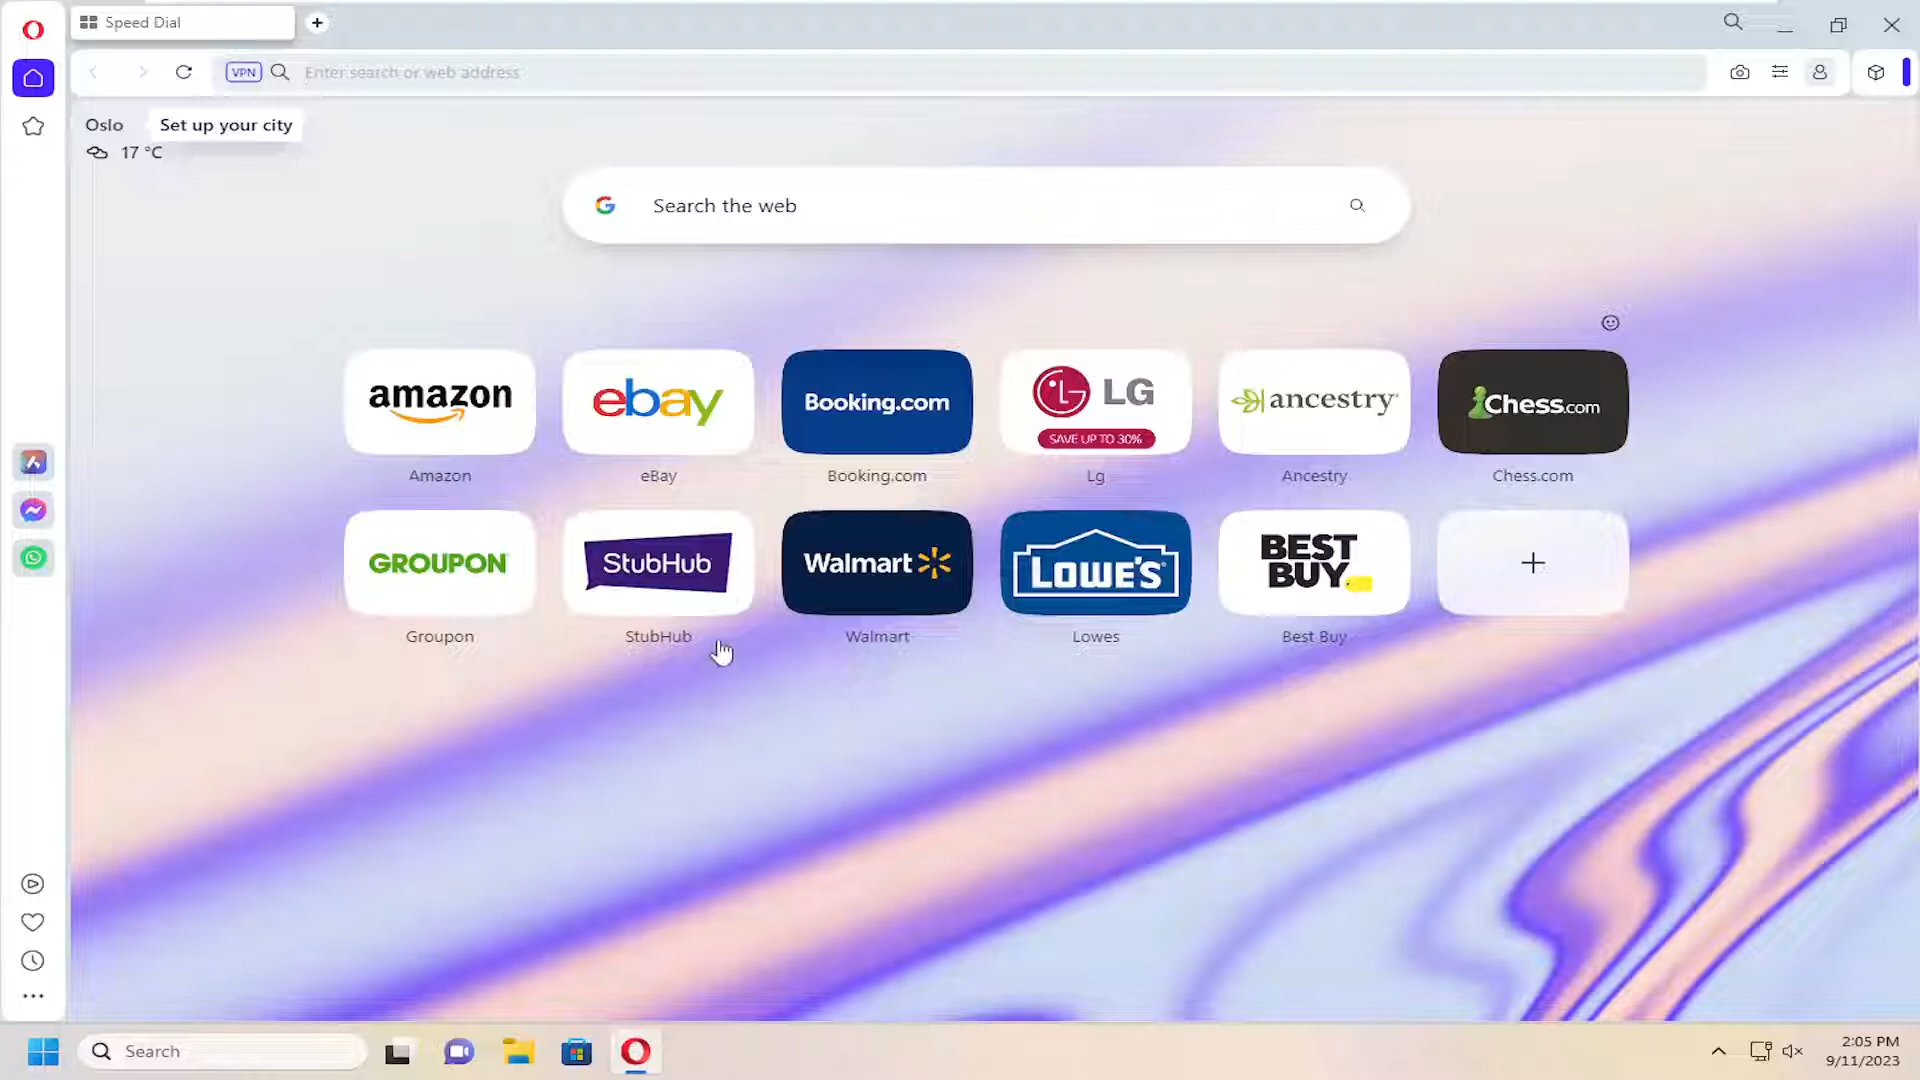 Speed Dial
VPN
Enter search or web address
Oslo
Set up your city
17 °C
Search the web
amazon
ebay
Booking.com
LG
SAVE UP TO 30%
ancestry
Chess.com
Amazon
eBay
Booking.com
Lg
Ancestry
Chess.com
GROUPON
StubHub
Walmart
LOWE'S
BEST
BUY
Groupon
StubHub
Walmart
Lowes
Best Buy
Search
2:05 PM
9/11/2023